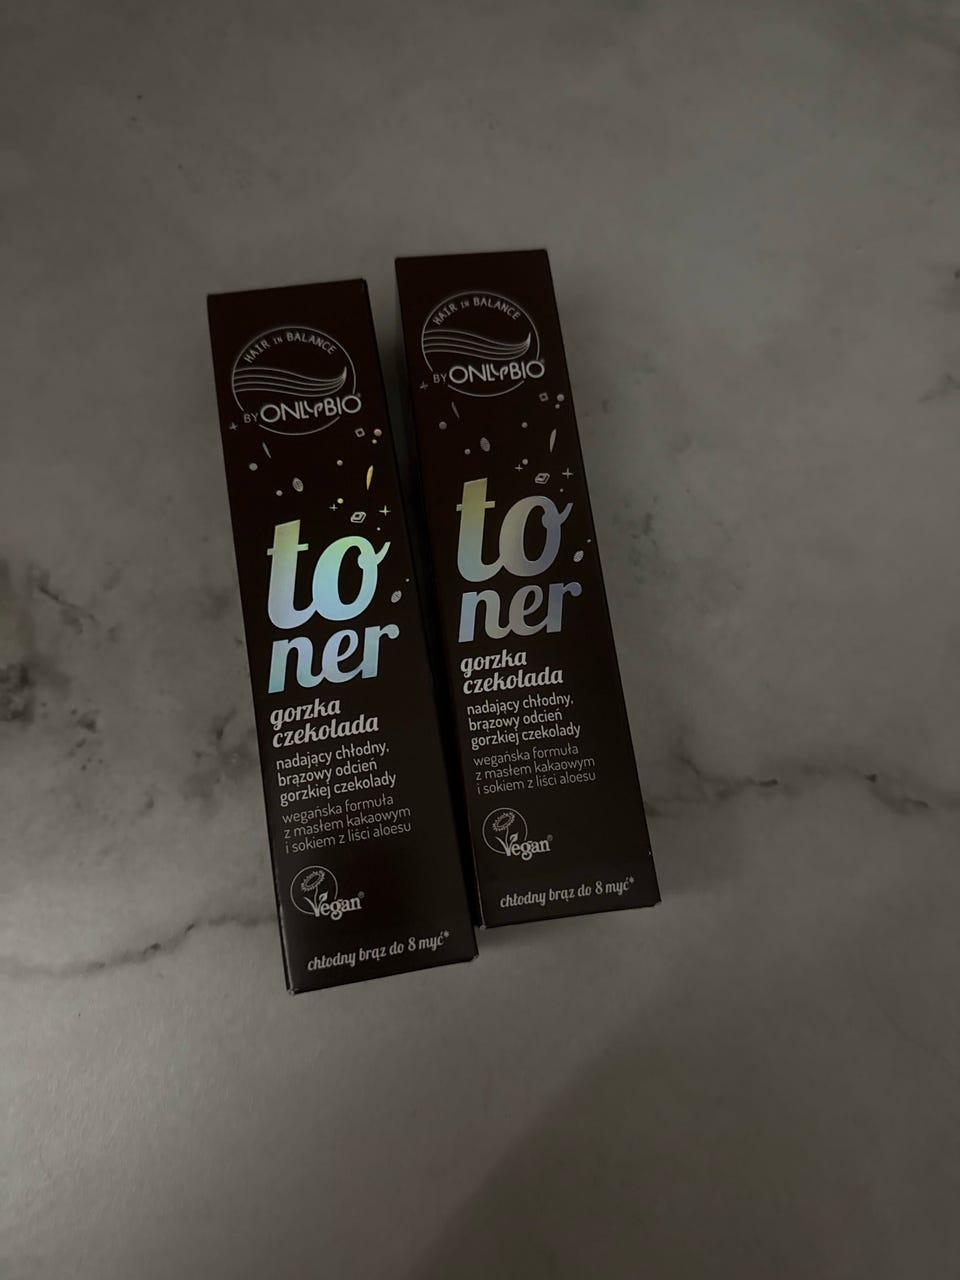 HAIR IN BALANCE
BY ONLYBIO
toner
gorzka
czekolada
nadający chłodny,
brązowy odcień
gorzkiej czekolady
wegańska formuła
z masłem kakaowym
i sokiem z liści aloesu
Vegan®
chłodny brąz do 8 myć*
HAIR IN BALANCE
BY ONLYBIO®
to
ner
gorzka
czekolada
nadający chłodny,
brązowy odcień
gorzkiej czekolady
wegańska formuła
z masłem kakaowym
i sokiem z liści aloesu
Vegan®
chłodny brąz do 8 myć*